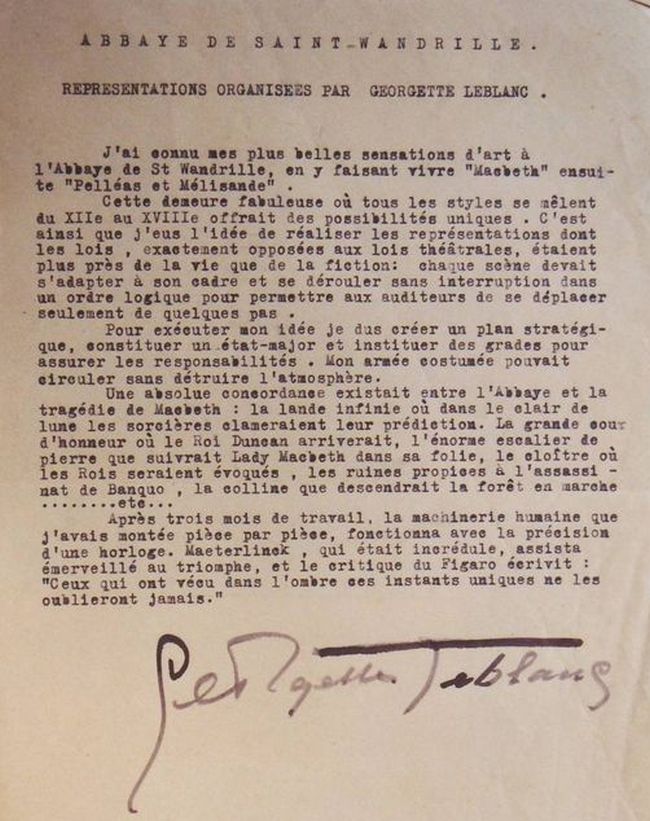 ABBAYE DE SAINT-WANDRILLE.
REPRESENTATIONS ORGANISEES PAR GEORGETTE LEBLANC .
J'ai connu mes plus belles sensations d'art à
l'Abbaye de St Wandrille, en y faisant vivre "Macbeth" ensui-
te "Pelléas et Mélisande" .
Cette demeure fabuleuse où tous les styles se mêlent
du XIIe au XVIIIe offrait des possibilités uniques . C'est
ainsi que j'eus l'idée de réaliser les représentations dont
les lois , exactement opposées aux lois théâtrales, étaient
plus près de la vie que de la fiction: chaque scène devait
s'adapter à son cadre et se dérouler sans interruption dans
un ordre logique pour permettre aux auditeurs de se déplacer
seulement de quelques pas .
Pour exécuter mon idée je dus créer un plan stratégi-
que, constituer un état-major et instituer des grades pour
assurer les responsabilités . Mon armée costumée pouvait
circuler sans détruire l'atmosphère.
Une absolue concordance existait entre l'Abbaye et la
tragédie de Macbeth : la lande infinie où dans le clair de
lune les sorcières clameraient leur prédiction. La grande cour
d'honneur où le Roi Duncan arriverait, l'énorme escalier de
pierre que suivrait Lady Macbeth dans sa folie, le cloître où
les Rois seraient évoqués , les ruines propices à l'assassi -
nat de Banquo , la colline que descendrait la forêt en marche
........etc...
Après trois mois de travail, la machinerie humaine que
j'avais montée pièce par pièce, fonctionna avec la précision
d'une horloge. Maeterlinck , qui était incrédule, assista
émerveillé au triomphe, et le critique du Figaro écrivit :
"Ceux qui ont vécu dans l'ombre ces instants uniques ne les
oublieront jamais."
Georgette Leblanc